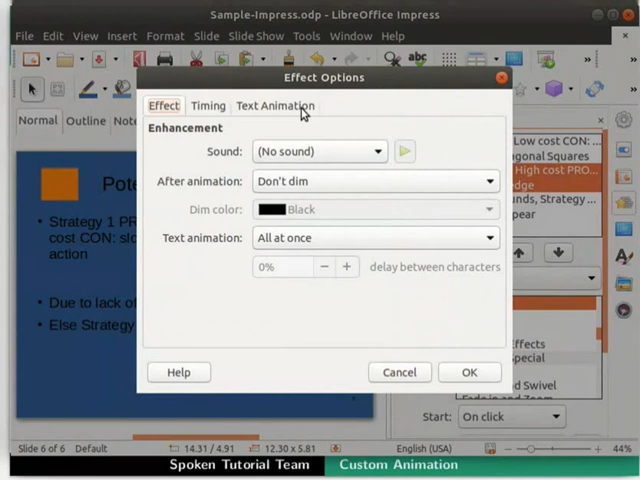 Sample-Impress.odp - LibreOffice Impress
File Edit View Insert Format Slide Slide Show Tools Window Help
Effect Options
Effect Timing Text Animation
Normal Outline
Enhancement
Sound: (No sound)
After animation: Don't dim
Dim color: Black
Text animation: All at once
0% delay between characters
Help Cancel OK
Low cost CON: ...
agonal Squares
High cost PRO...
edge
unds, Strategy ...
pear
Strategy 1
cost CON:
action
Due to lack of
Else Strategy
Effects
Special
nd Swivel
Start: On click
Slide 6 of 6 Default 14.31 / 4.91 12.30 x 5.81 English (USA) 44%
Spoken Tutorial Team Custom Animation